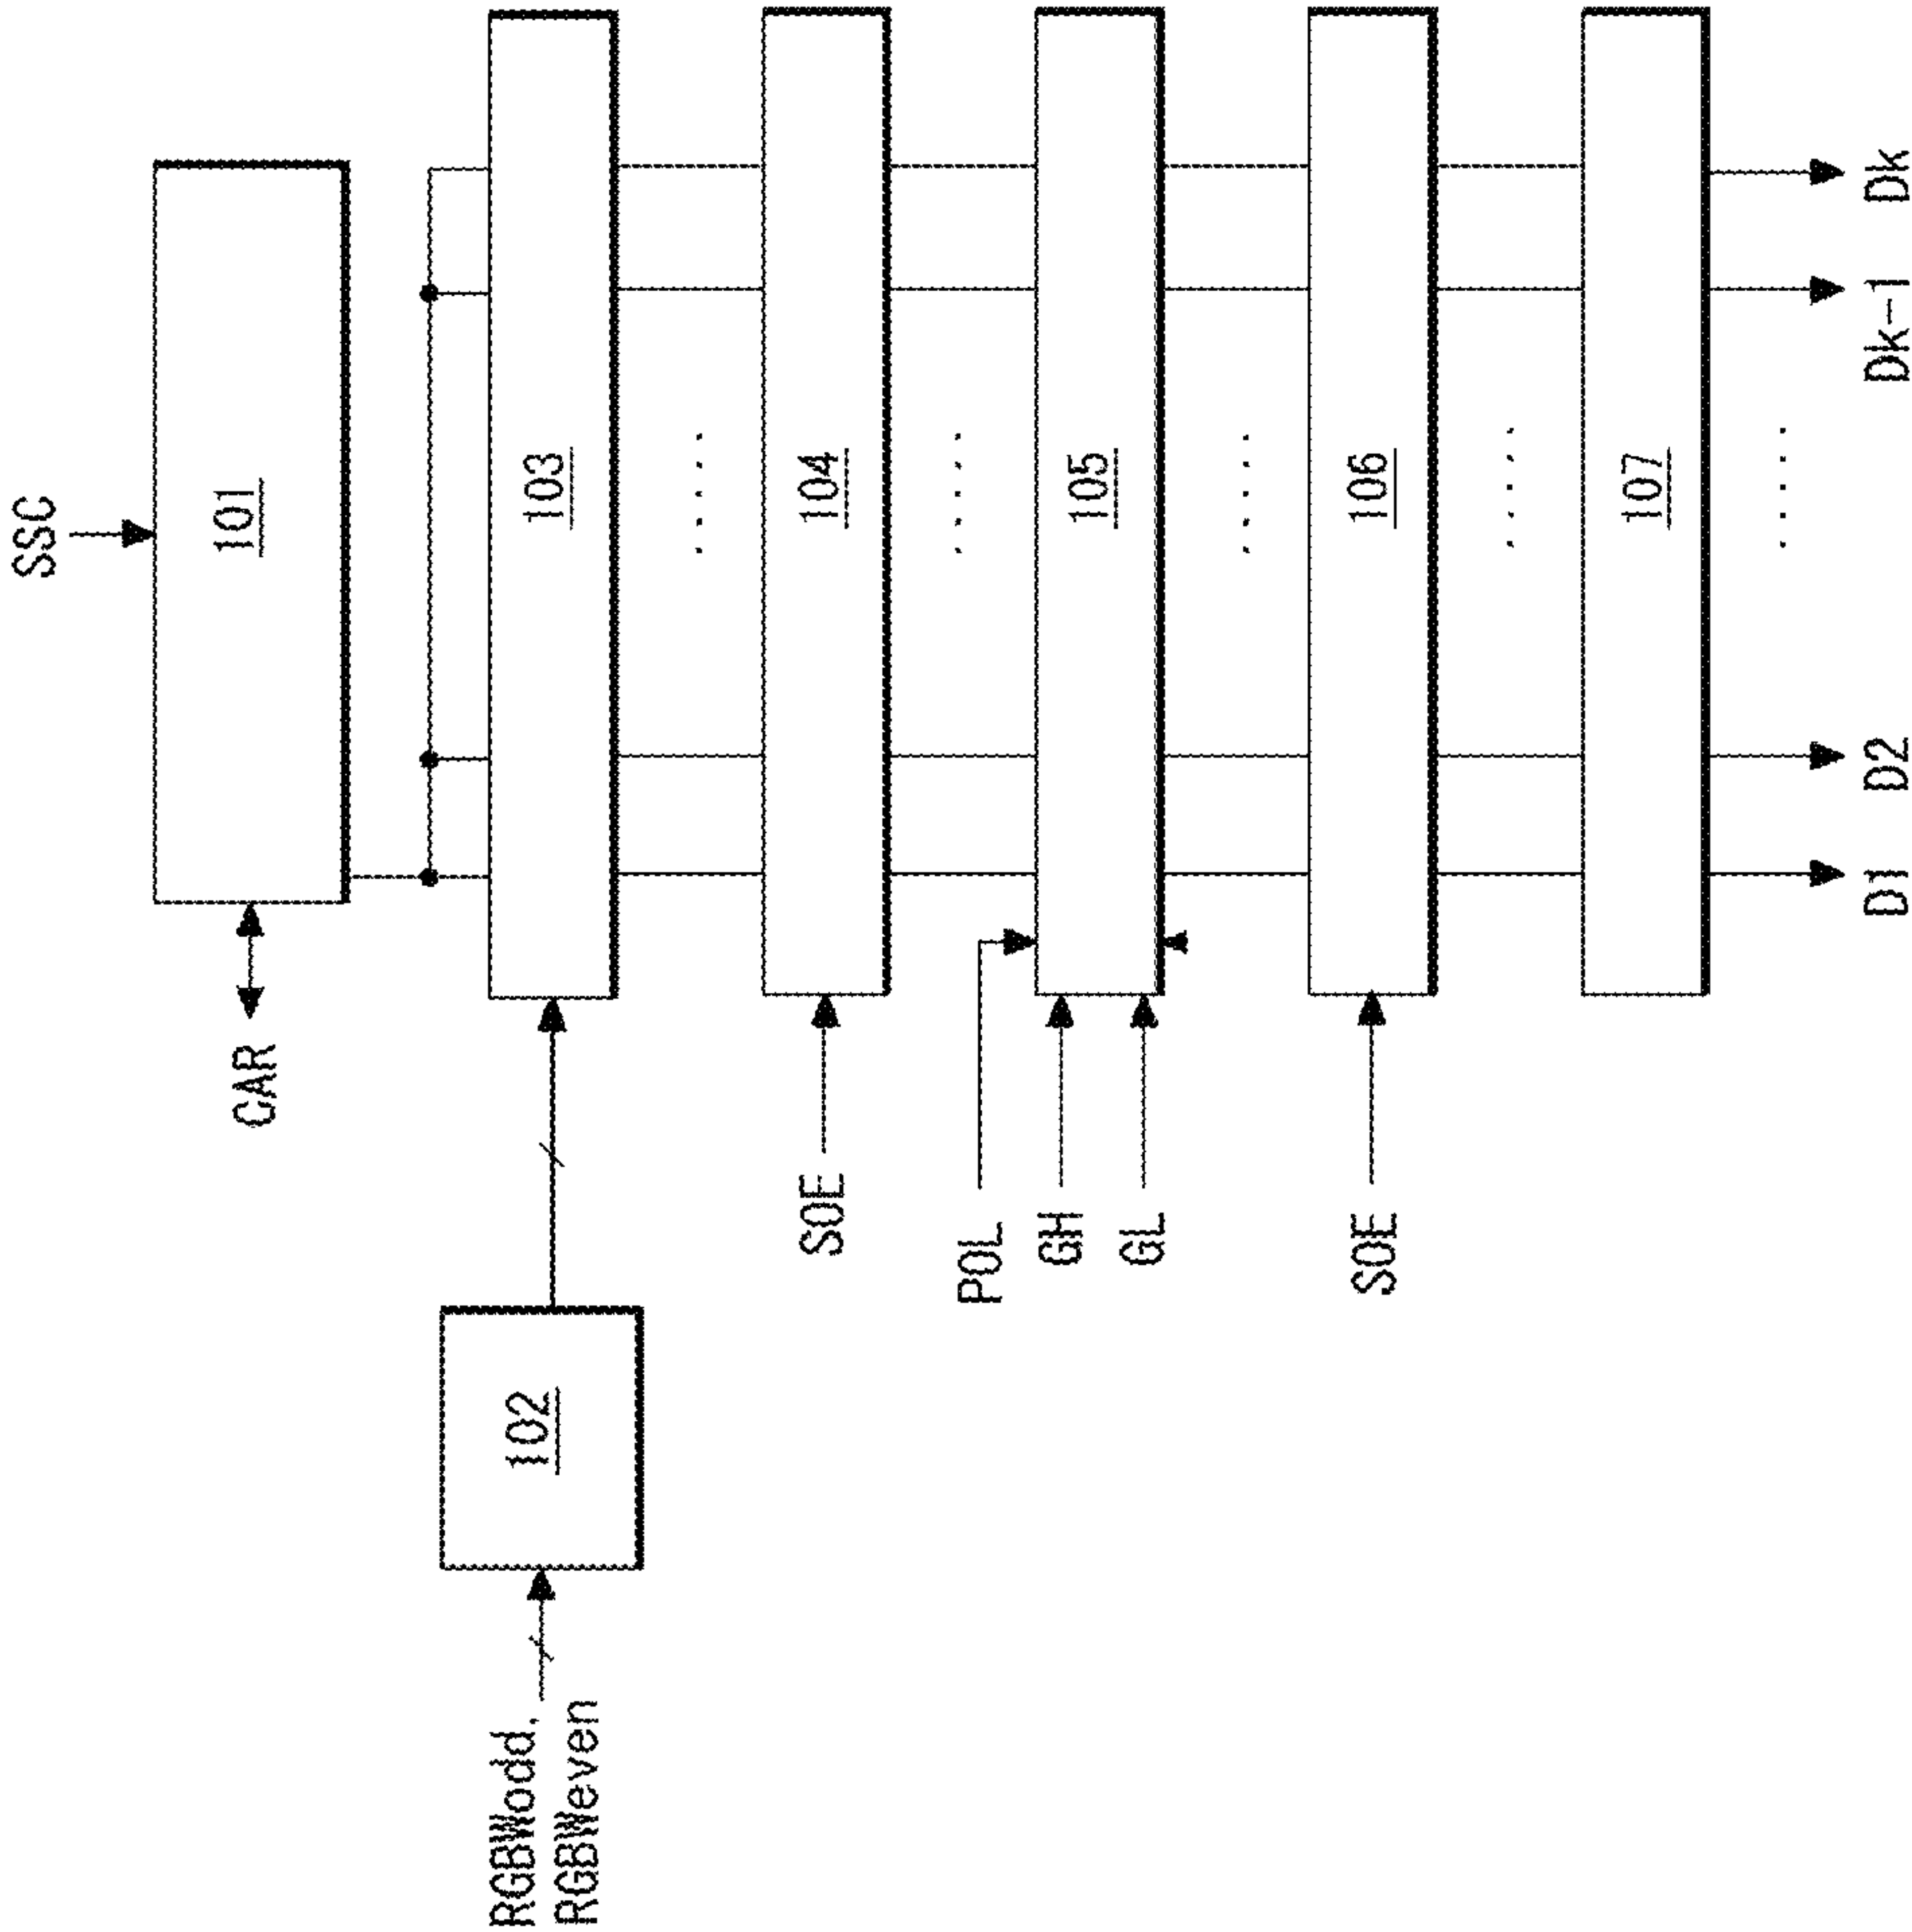 SSC
CAR
101
RGBWodd,
RGBWeven
102
103
SOE
104
POL
GH
GL
105
SOE
106
107
D1
D2
Dk-1
Dk